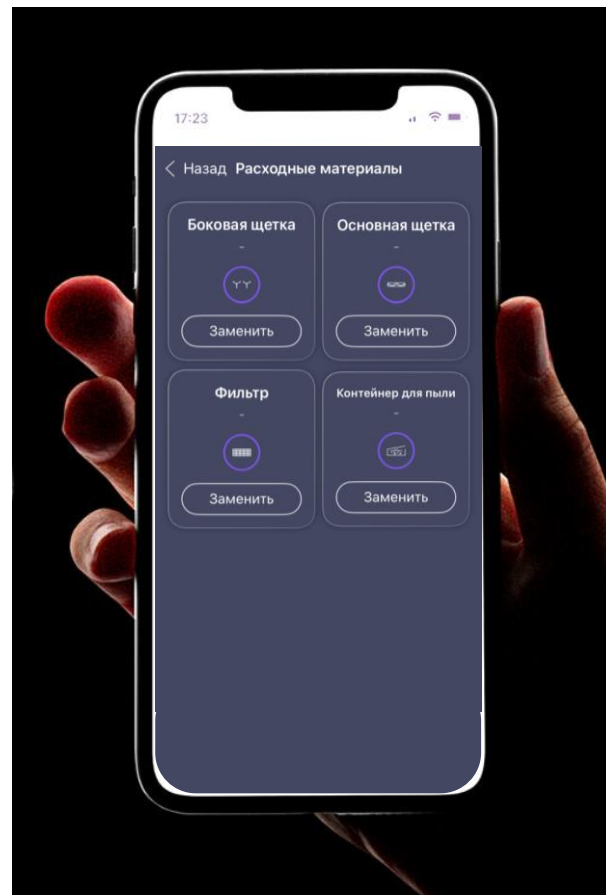 17:23
Назад Расходные материалы
Боковая щетка
-
Заменить
Основная щетка
-
Заменить
Фильтр
-
Заменить
Контейнер для пыли
-
Заменить